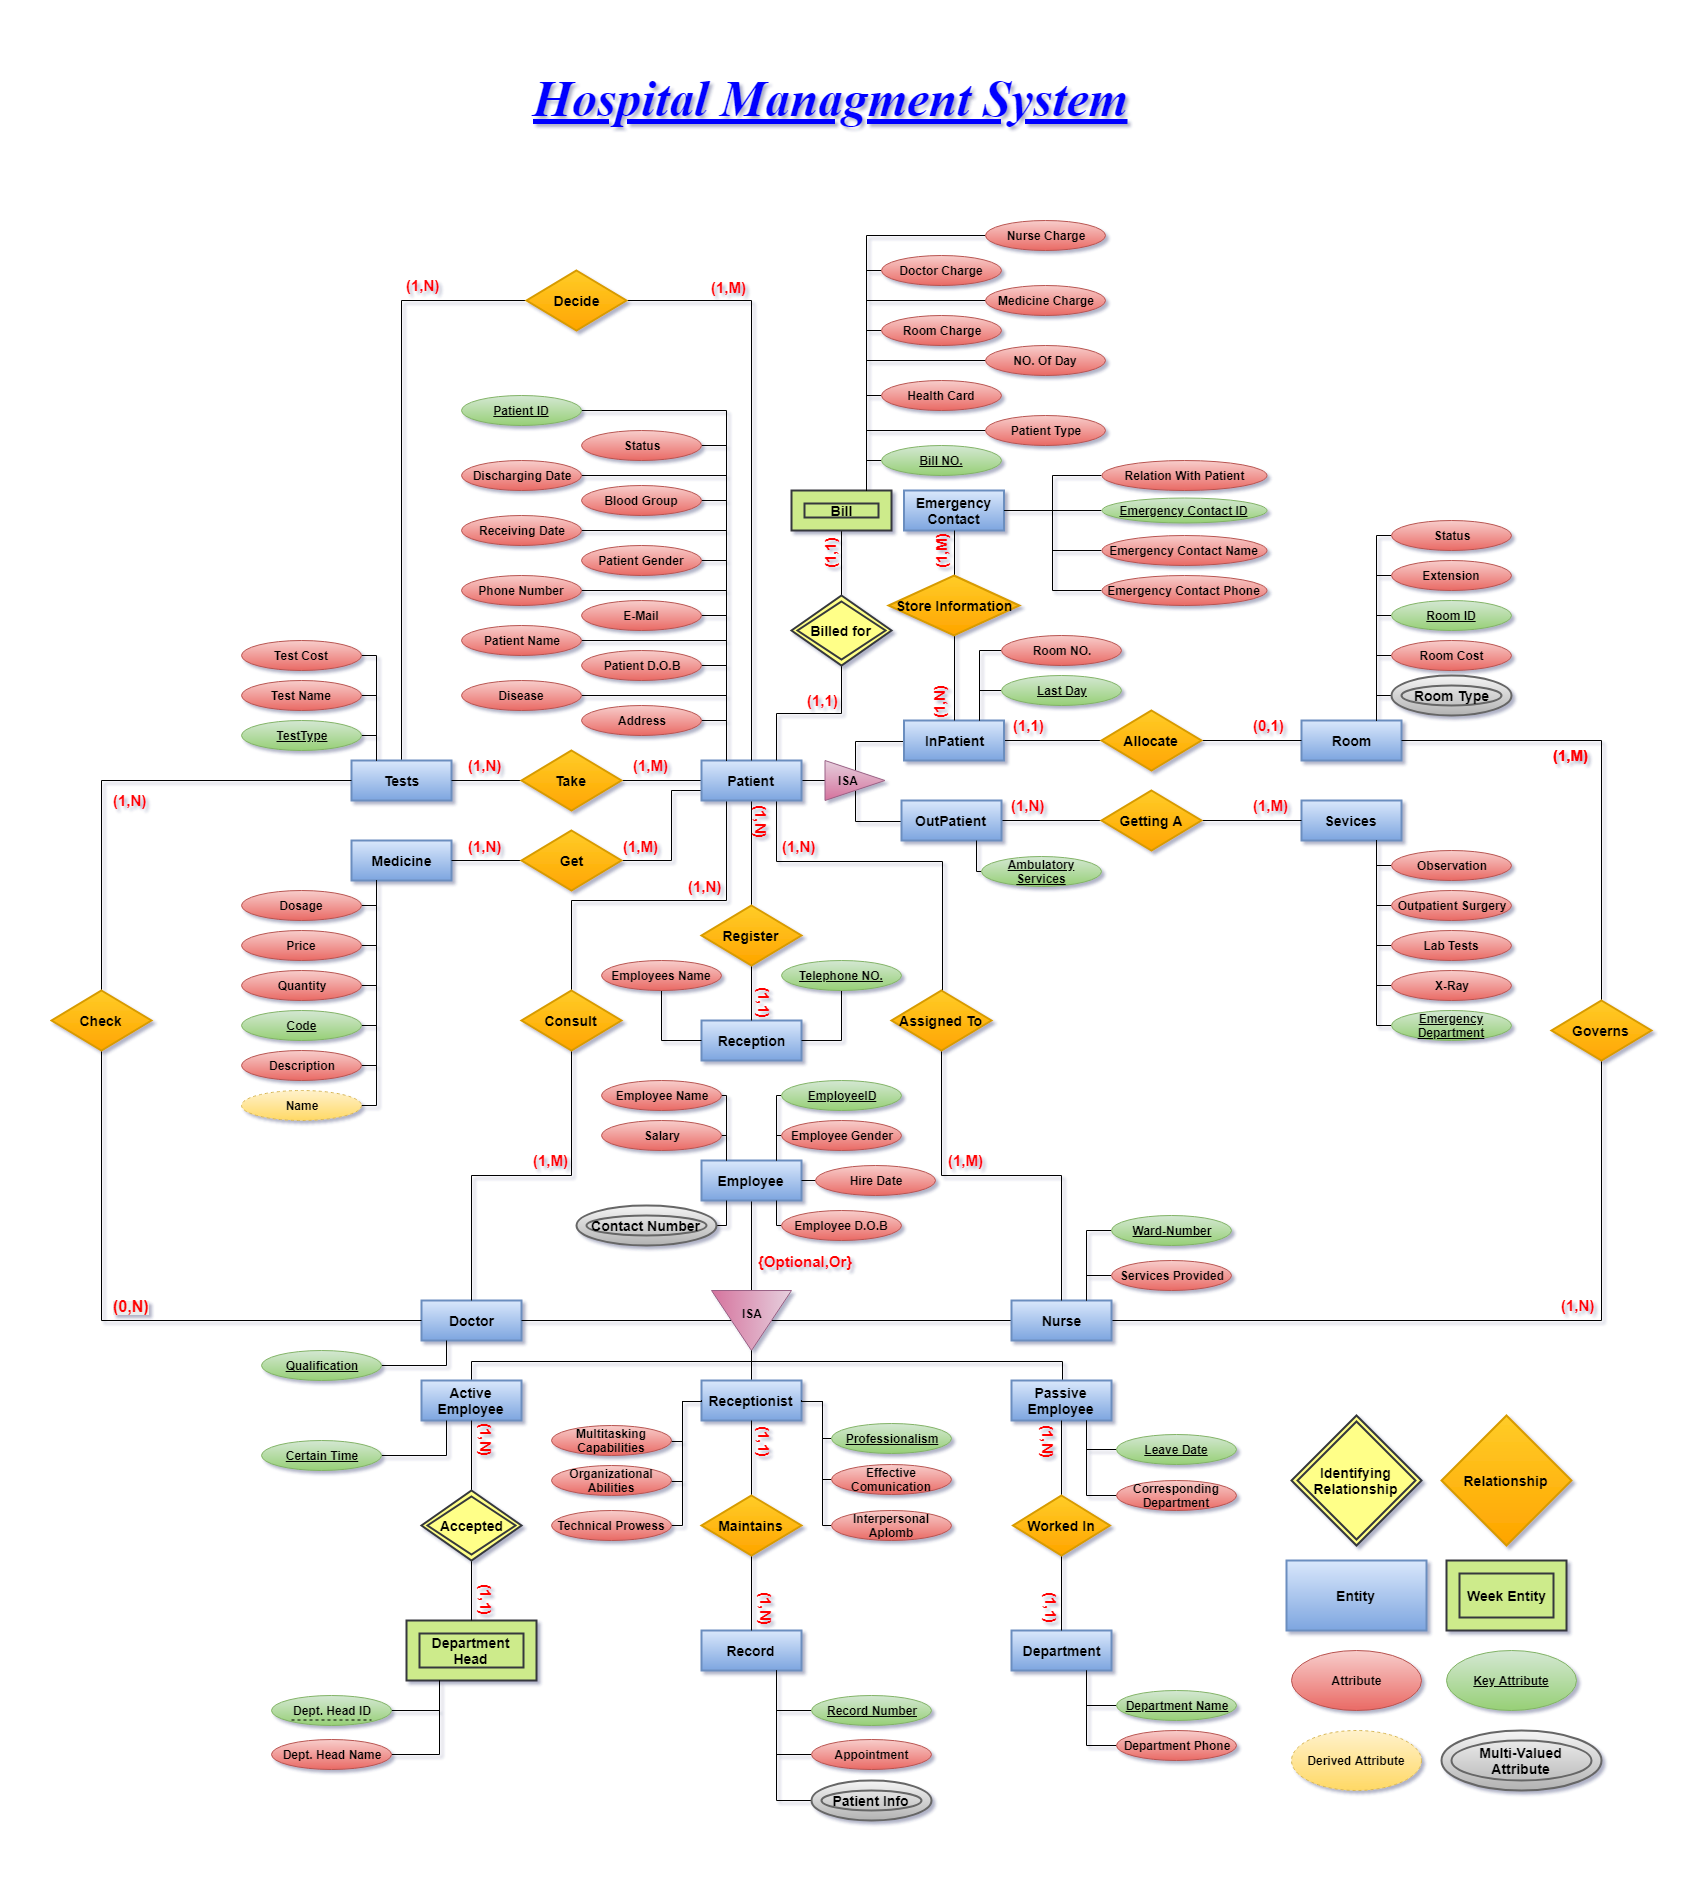 Hospital Managment System
Nurse Charge
Doctor Charge
(1,N)
Decide
(1,M)
Medicine Charge
Room Charge
NO. Of Day
Health Card
Patient ID
Patient Type
Status
Bill NO.
Discharging Date
Relation With Patient
Blood Group
Bill
Emergency
Contact
Emergency Contact ID
Receiving Date
Status
(1,1)
(1,M)
Emergency Contact Name
Patient Gender
Extension
Phone Number
Emergency Contact Phone
Store Information
E-Mail
Room ID
Billed for
Patient Name
Test Cost
Room NO.
Room Cost
Patient D.O.B
Test Name
Disease
Last Day
Room Type
(1,1)
(1,N)
Address
TestType
(1,1)
(0,1)
InPatient
Allocate
Room
(1,M)
(1,N)
(1,M)
Tests
Take
Patient
ISA
(1,N)
(1,N)
(1,N)
(1,M)
OutPatient
Getting A
Sevices
(1,N)
(1,M)
(1,N)
Medicine
Get
Ambulatory
Services
Observation
(1,N)
Dosage
Outpatient Surgery
Register
Price
Lab Tests
Employees Name
Telephone NO.
Quantity
X-Ray
(1,1)
Check
Consult
Assigned To
Code
Emergency
Department
Governs
Reception
Description
Employee Name
EmployeeID
Name
Salary
Employee Gender
(1,M)
(1,M)
Employee
Hire Date
Contact Number
Employee D.O.B
Ward-Number
{Optional,Or}
Services Provided
(0,N)
(1,N)
ISA
Doctor
Nurse
Qualification
Active
Employee
Receptionist
Passive
Employee
(1,N)
(1,1)
(1,N)
Multitasking
Capabilities
Professionalism
Leave Date
Certain Time
Organizational
Abilities
Effective
Comunication
Corresponding
Department
Identifying
Relationship
Relationship
Accepted
Technical Prowess
Maintains
Interpersonal
Aplomb
Worked In
(1,1)
(1,N)
(1,1)
Entity
Week Entity
Department
Head
Record
Department
Attribute
Key Attribute
Dept. Head ID
Record Number
Department Name
Dept. Head Name
Appointment
Department Phone
Derived Attribute
Multi-Valued
Attribute
Patient Info